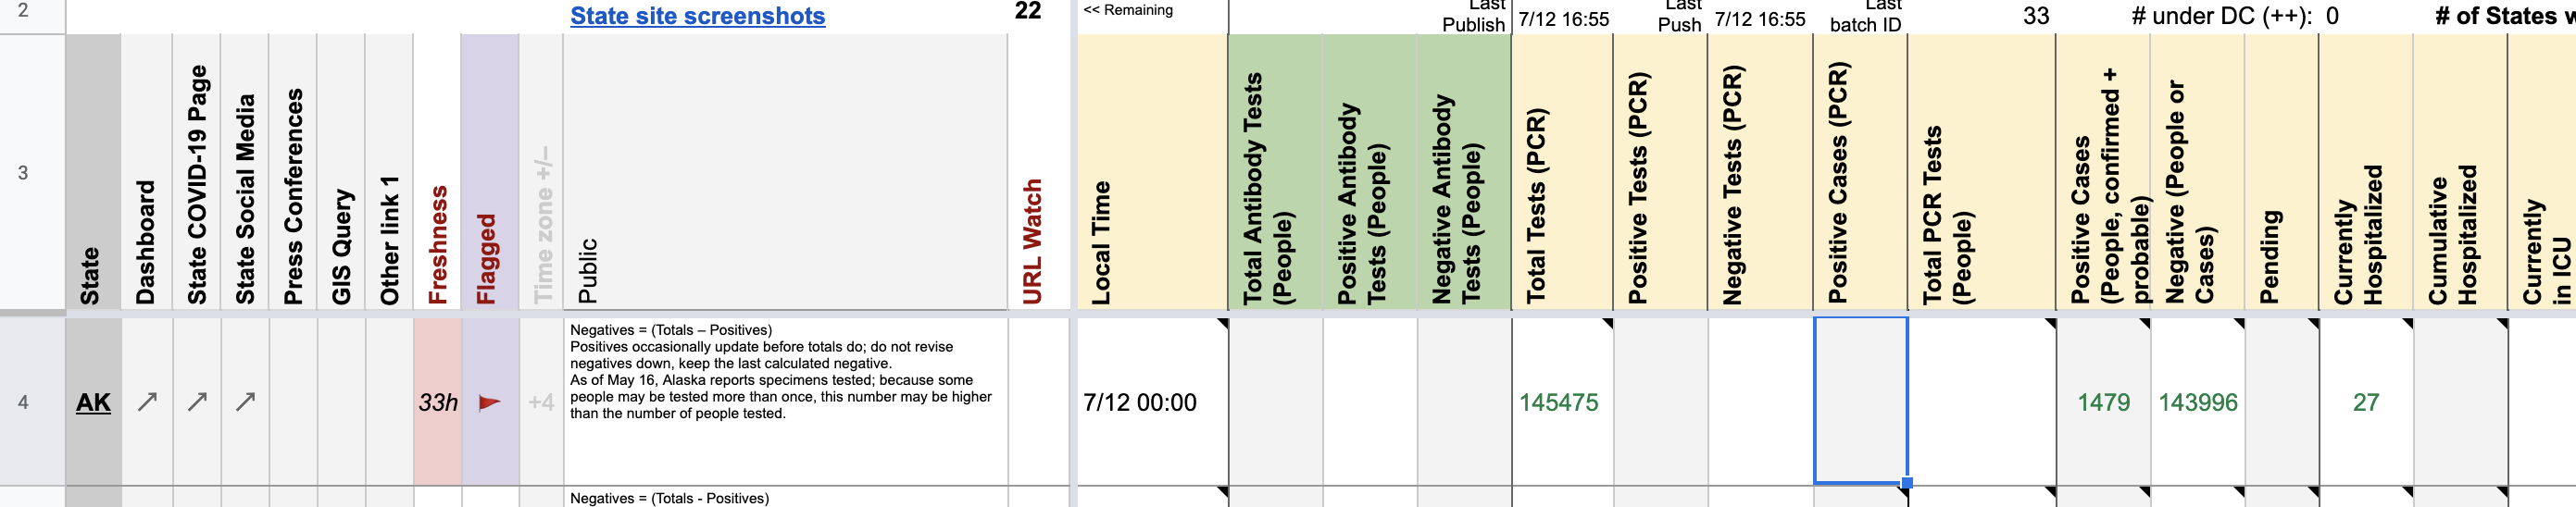 2
State site screenshots
22
<< Remaining
Last
Publish
7/12 16:55
Last
Push
7/12 16:55
Last
batch ID
33
# under DC (++): 0
# of States
3
State
Dashboard
State COVID-19 Page
State Social Media
Press Conferences
GIS Query
Other link 1
Freshness
Flagged
Time zone +/–
Public
URL Watch
Local Time
Total Antibody Tests
(People)
Positive Antibody
Tests (People)
Negative Antibody
Tests (People)
Total Tests (PCR)
Positive Tests (PCR)
Negative Tests (PCR)
Positive Cases (PCR)
Total PCR Tests
(People)
Positive Cases
(People, confirmed +
probable)
Negative (People or
Cases)
Pending
Currently
Hospitalized
Cumulative
Hospitalized
Currently
in ICU
4
AK
33h
+4
Negatives = (Totals – Positives)
Positives occasionally update before totals do; do not revise
negatives down, keep the last calculated negative.
As of May 16, Alaska reports specimens tested; because some
people may be tested more than once, this number may be higher
than the number of people tested.
7/12 00:00
145475
1479
143996
27
Negatives = (Totals - Positives)